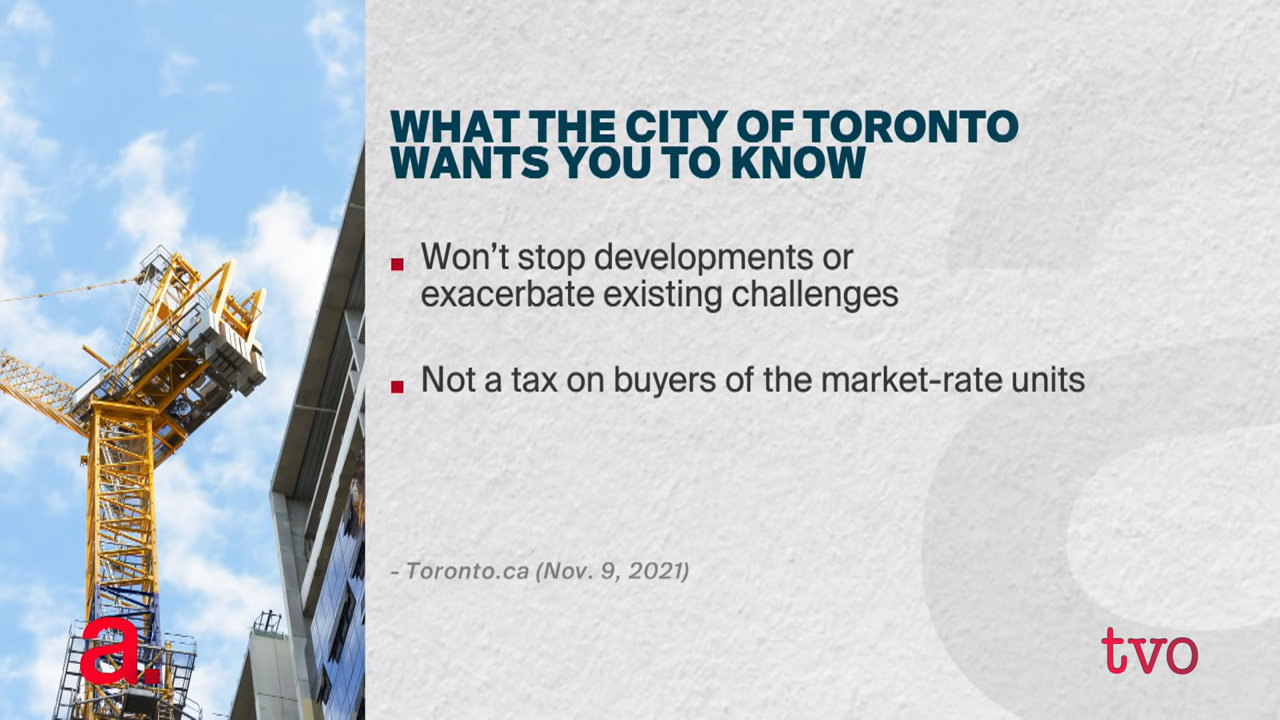 WHAT THE CITY OF TORONTO
WANTS YOU TO KNOW
Won't stop developments or
exacerbate existing challenges
Not a tax on buyers of the market-rate units
- Toronto.ca (Nov. 9, 2021)
a.
tvo